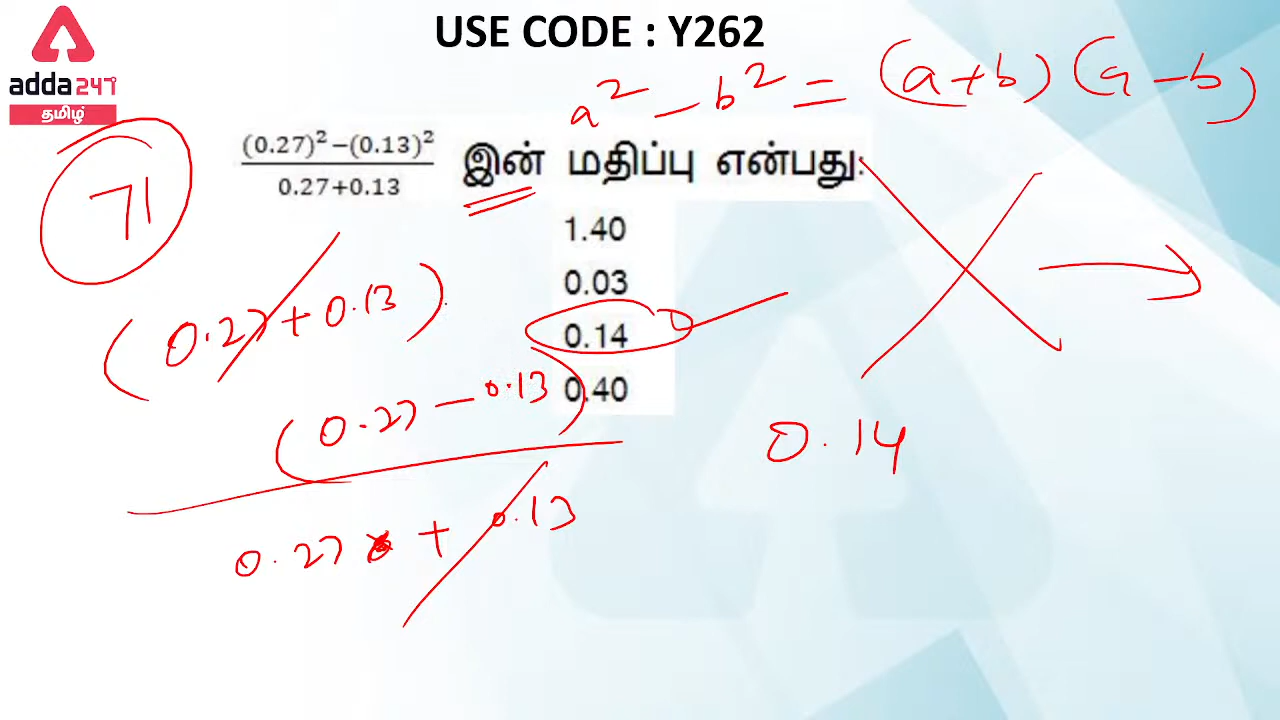 USE CODE : Y262
adda247
தமிழ்
a² - b² = (a+b) (a-b)
71
(0.27)² −(0.13)² / 0.27+0.13 இன் மதிப்பு என்பது:
1.40
0.03
0.14
0.40
(0.27 + 0.13)
(0.27 - 0.13)
0.27 + 0.13
0.14